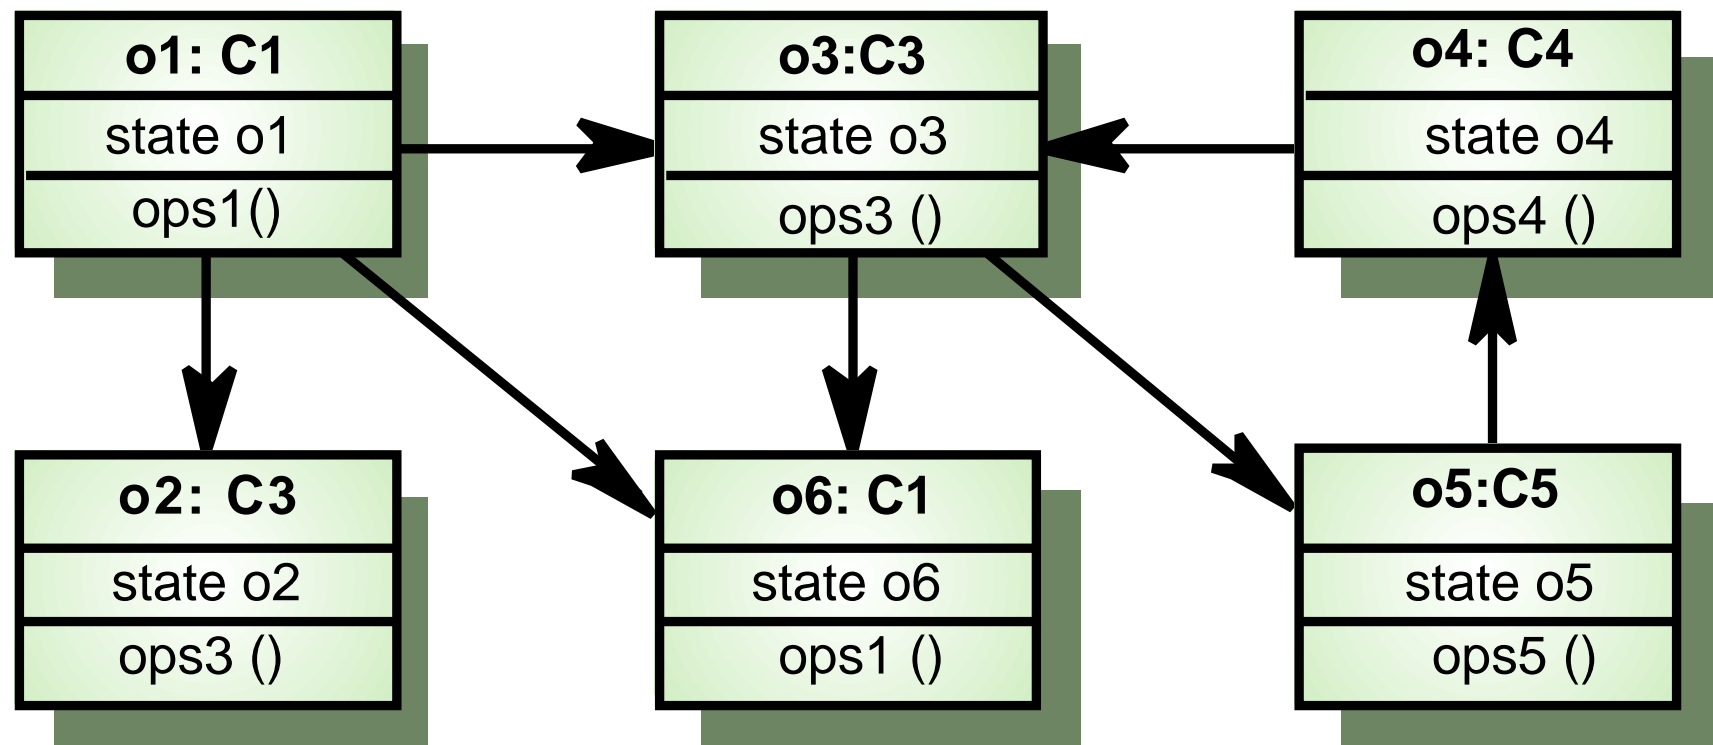 o1: C1
state o1
ops1()
o3:C3
state o3
ops3 ()
o4: C4
state o4
ops4 ()
o2: C3
state o2
ops3 ()
o6: C1
state o6
ops1 ()
o5:C5
state o5
ops5 ()